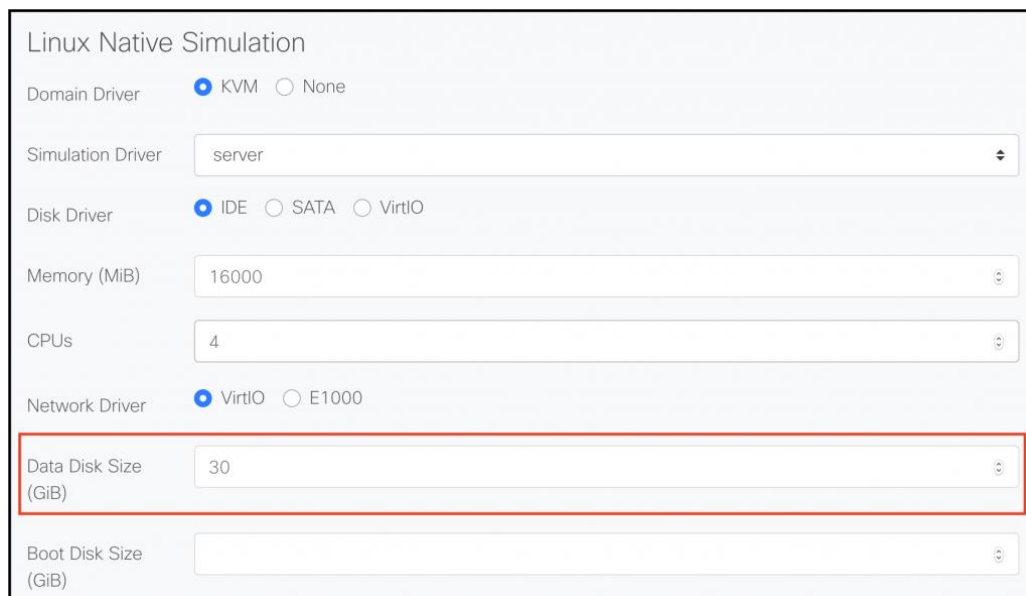 Linux Native Simulation
Domain Driver KVM None
Simulation Driver server
Disk Driver IDE SATA VirtIO
Memory (MiB) 16000
CPUs 4
Network Driver VirtIO E1000
Data Disk Size 30
(GiB)
Boot Disk Size
(GiB)